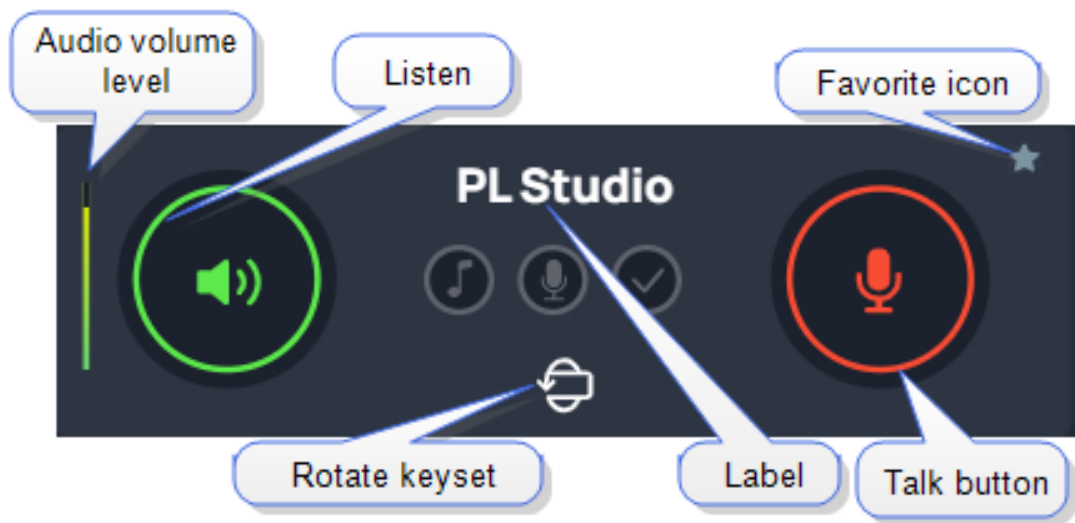 Audio volume
level
Listen
Favorite icon
PL Studio
Rotate keyset
Label
Talk button